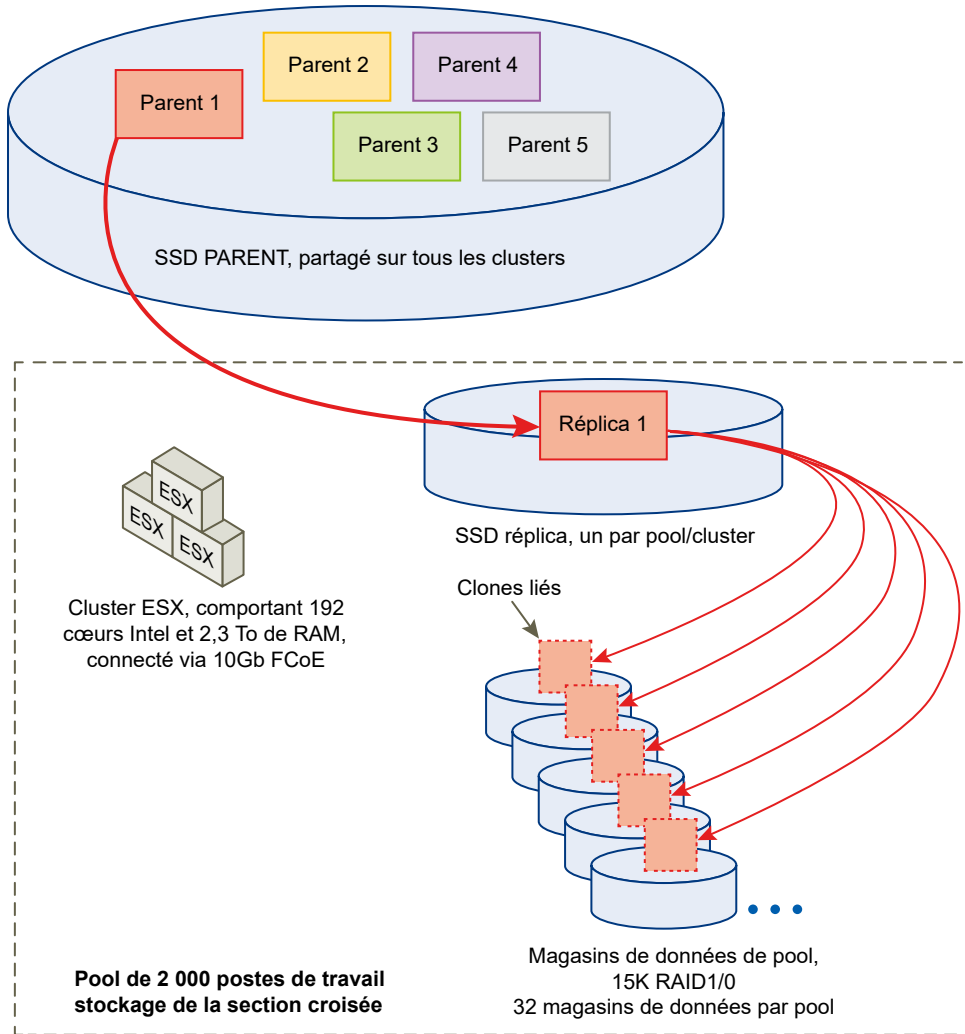 Parent 1
Parent 2
Parent 4
Parent 3
Parent 5
SSD PARENT, partagé sur tous les clusters
Réplica 1
SSD réplica, un par pool/cluster
ESX
ESX
ESX
Cluster ESX, comportant 192
cœurs Intel et 2,3 To de RAM,
connecté via 10Gb FCoE
Clones liés
Magasins de données de pool,
15K RAID1/0
32 magasins de données par pool
Pool de 2 000 postes de travail
stockage de la section croisée